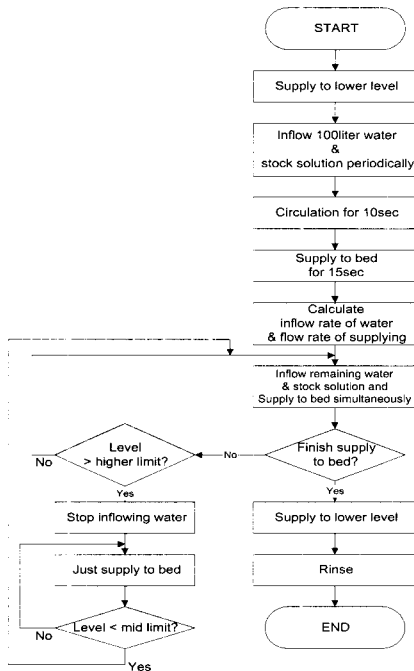 START
Supply to lower level
Inflow 100liter water
&
stock solution periodically
Circulation for 10sec
Supply to bed
for 15sec
Calculate
inflow rate of water
& flow rate of supplying
Inflow remaining water
& stock solution and
Supply to bed simultaneously
Finish supply
to bed?
No
Level
> higher limit?
No
Yes
Stop inflowing water
Just supply to bed
Level < mid limit?
No
Yes
Yes
Supply to lower level
Rinse
END